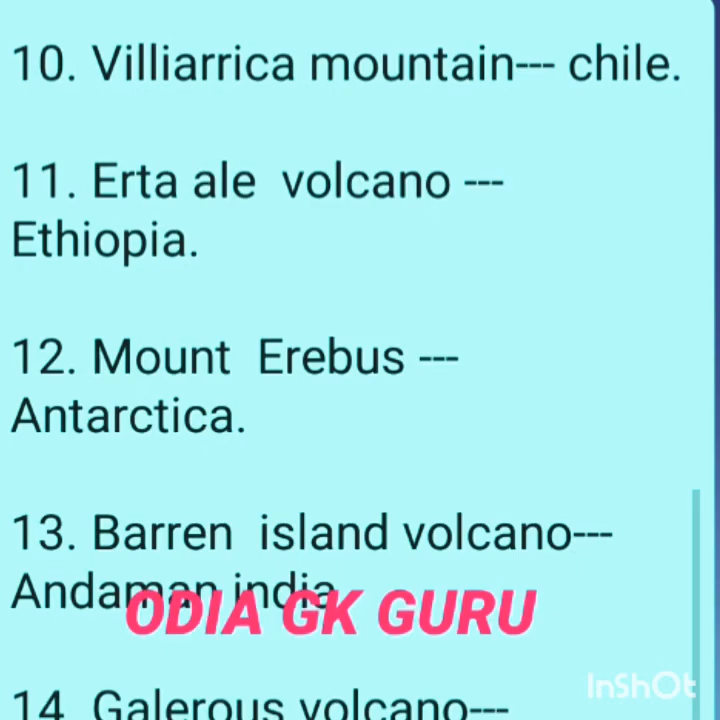 10. Villiarrica mountain--- chile.
11. Erta ale volcano ---
Ethiopia.
12. Mount Erebus ---
Antarctica.
13. Barren island volcano---
Andaman india
ODIA GK GURU
InShOt
14. Galerous volcano---